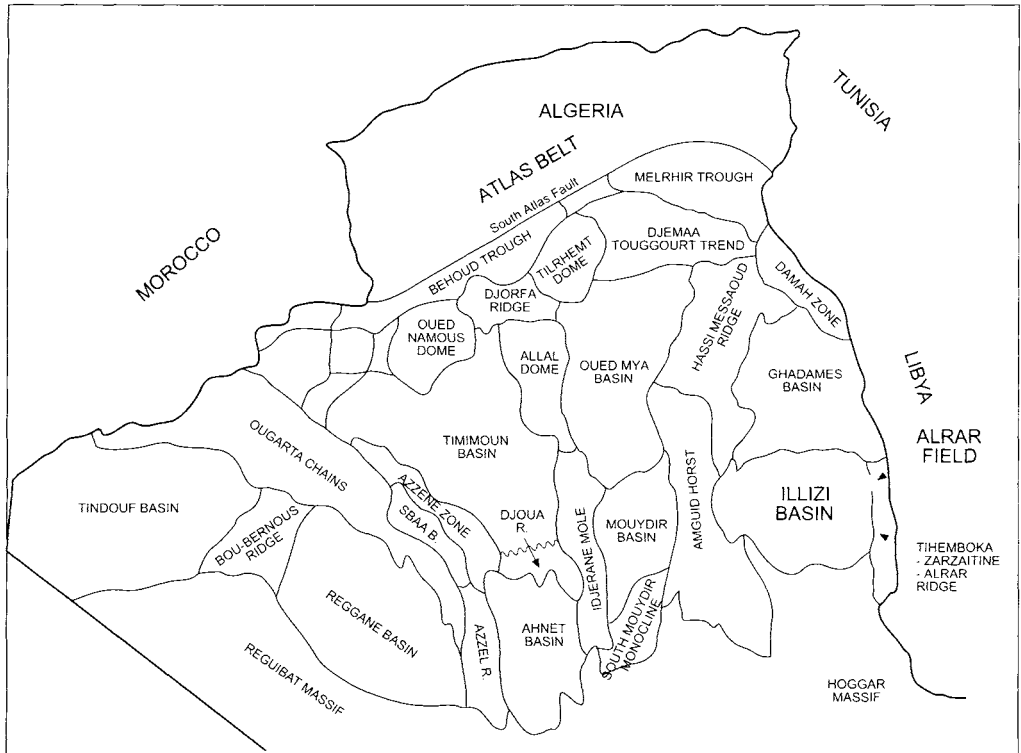 ALGERIA
TUNISIA
ATLAS BELT
South Atlas Fault
MELRHIR TROUGH
MOROCCO
BEHOUD TROUGH
TILRHEMT
DOME
DJEMAA
TOUGGOURT TREND
DAMAH ZONE
DJORFA
RIDGE
OUED
NAMOUS
DOME
ALLAL
DOME
OUED MYA
BASIN
HASSI MESSAOUD
RIDGE
GHADAMES
BASIN
LIBYA
ALRAR
FIELD
OUGARTA CHAINS
TIMIMOUN
BASIN
AZZENE ZONE
SBAA B.
TINDOUF BASIN
BOU-BERNOUS
RIDGE
DJOUA
R.
IDJERANE MOLE
MOUYDIR
BASIN
AMGUID HORST
ILLIZI
BASIN
TIHEMBOKA
- ZARZAITINE
- ALRAR
RIDGE
REGGANE BASIN
REGUIBAT MASSIF
AZZEL R.
AHNET
BASIN
SOUTH MOUYDIR
MONOCLINE
HOGGAR
MASSIF